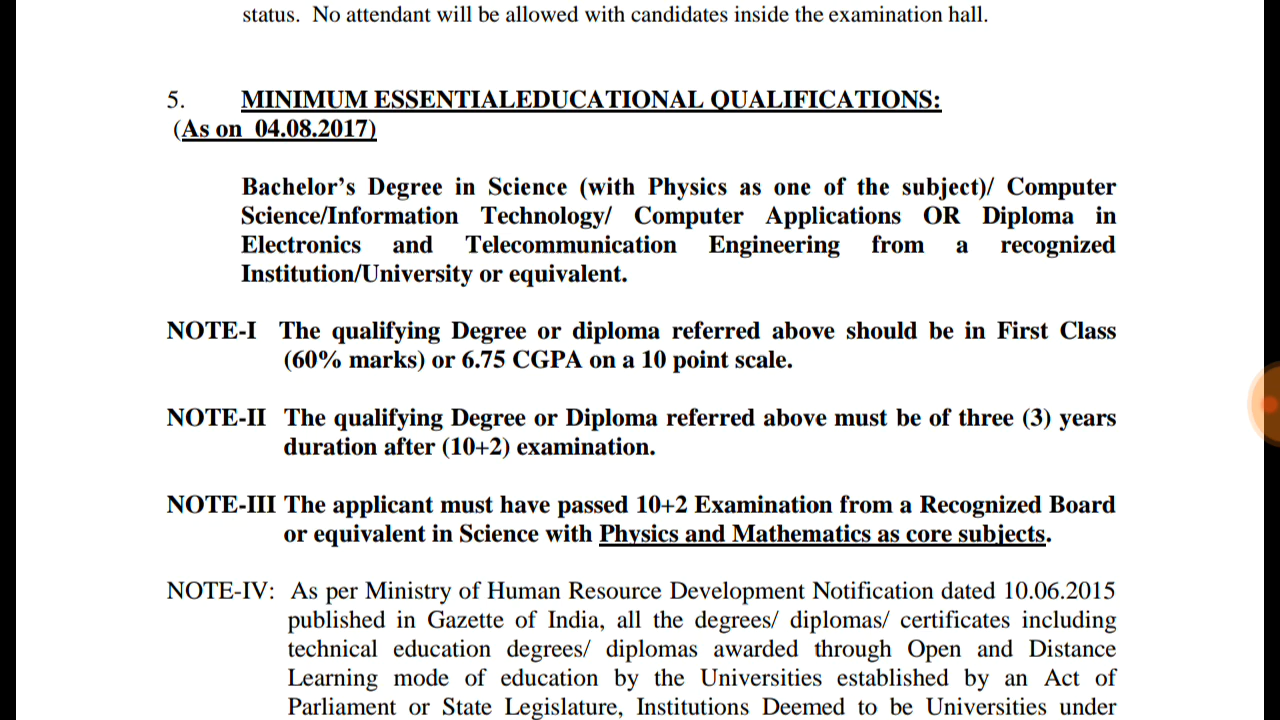 status. No attendant will be allowed with candidates inside the examination hall.
5. MINIMUM ESSENTIALEDUCATIONAL QUALIFICATIONS:
(As on 04.08.2017)
Bachelor’s Degree in Science (with Physics as one of the subject)/ Computer
Science/Information Technology/ Computer Applications OR Diploma in
Electronics and Telecommunication Engineering from a recognized
Institution/University or equivalent.
NOTE-I The qualifying Degree or diploma referred above should be in First Class
(60% marks) or 6.75 CGPA on a 10 point scale.
NOTE-II The qualifying Degree or Diploma referred above must be of three (3) years
duration after (10+2) examination.
NOTE-III The applicant must have passed 10+2 Examination from a Recognized Board
or equivalent in Science with Physics and Mathematics as core subjects.
NOTE-IV: As per Ministry of Human Resource Development Notification dated 10.06.2015
published in Gazette of India, all the degrees/ diplomas/ certificates including
technical education degrees/ diplomas awarded through Open and Distance
Learning mode of education by the Universities established by an Act of
Parliament or State Legislature, Institutions Deemed to be Universities under